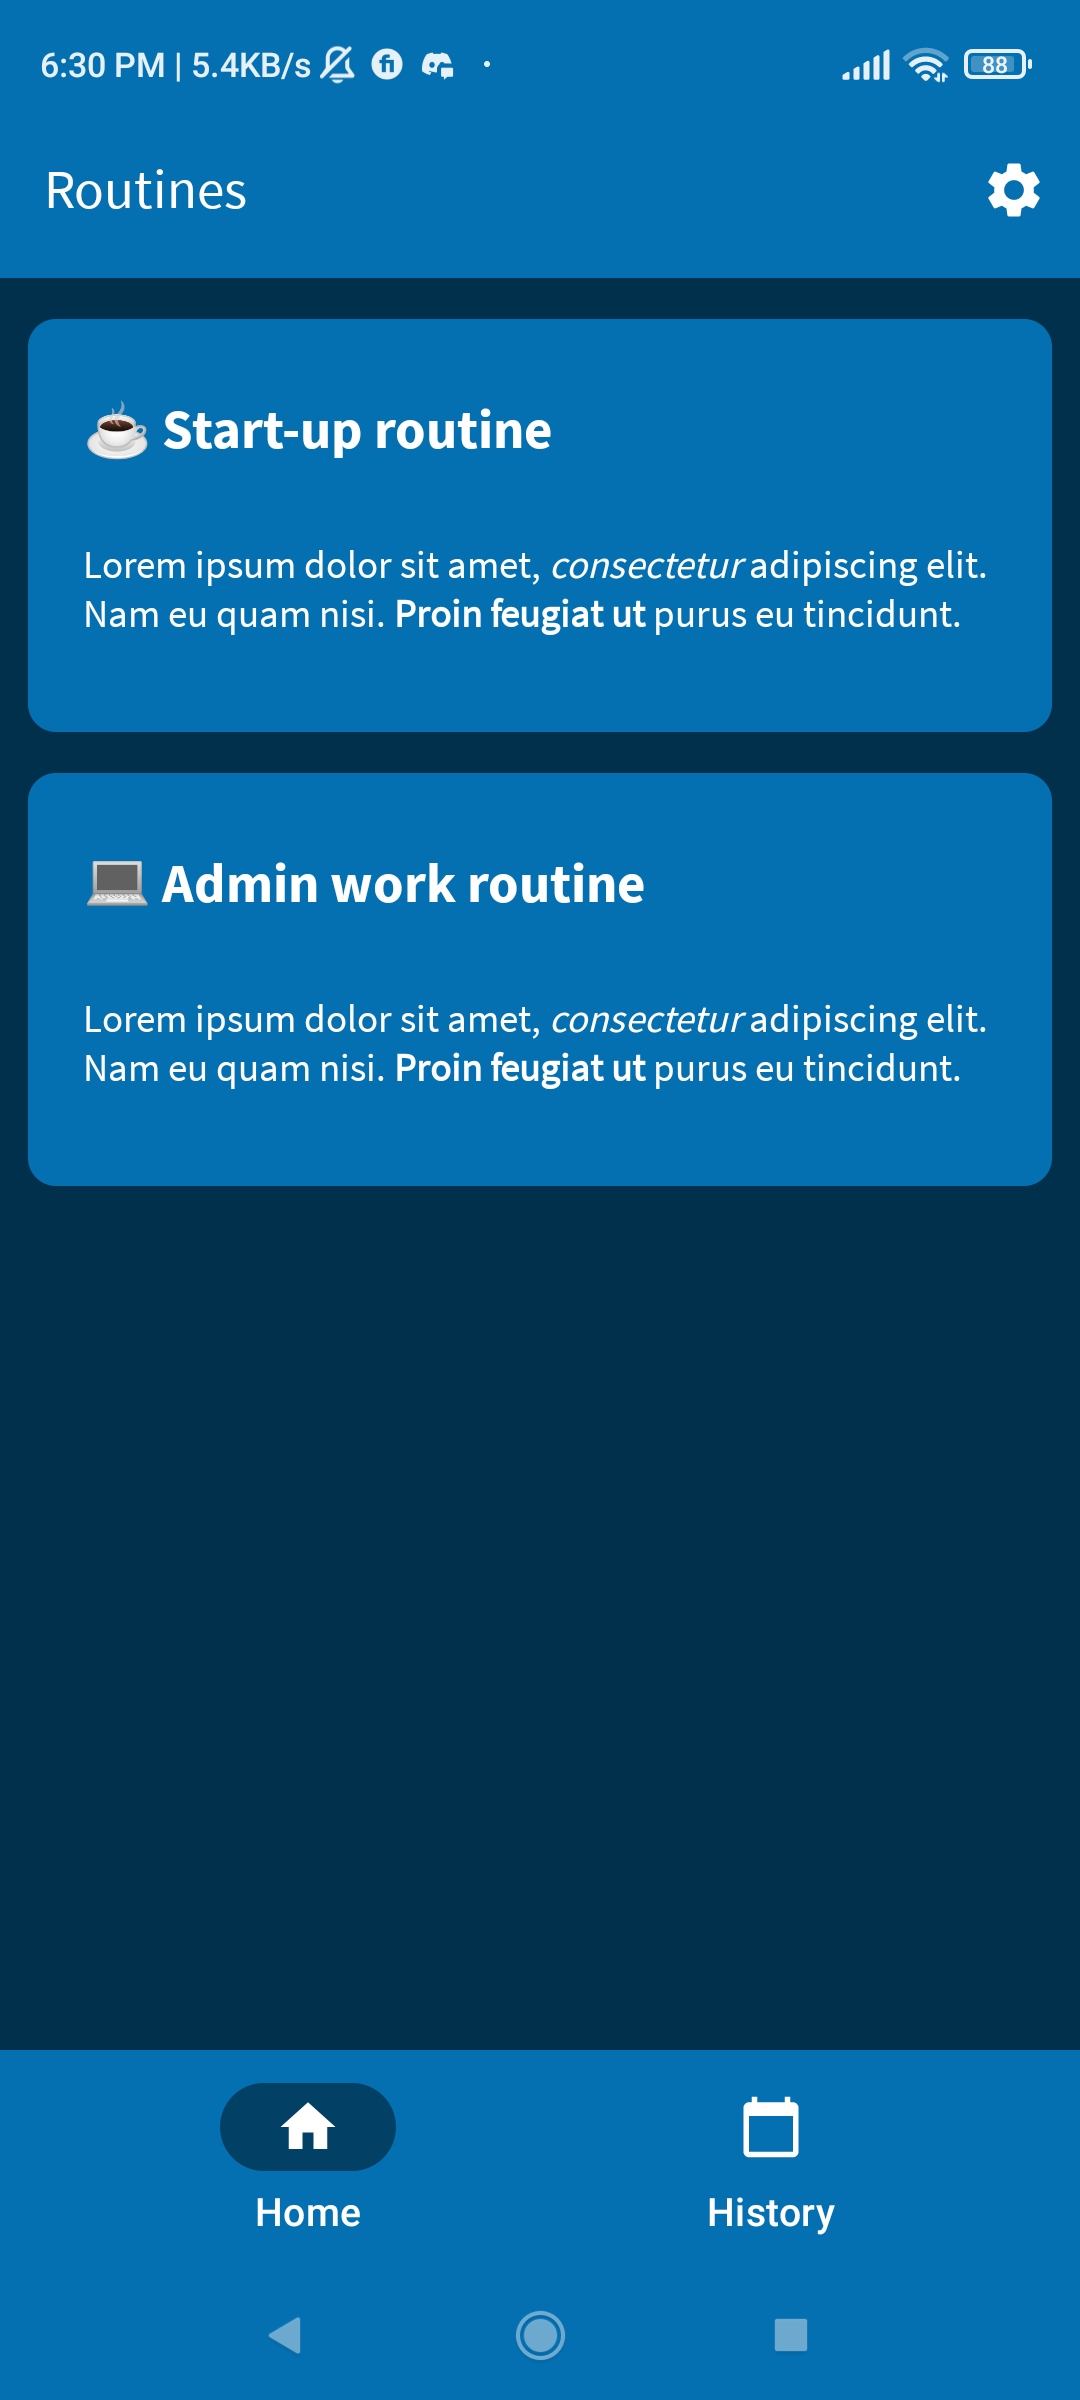 6:30 PM | 5.4KB/s
88
Routines
Start-up routine
Lorem ipsum dolor sit amet, consectetur adipiscing elit.
Nam eu quam nisi. Proin feugiat ut purus eu tincidunt.
Admin work routine
Lorem ipsum dolor sit amet, consectetur adipiscing elit.
Nam eu quam nisi. Proin feugiat ut purus eu tincidunt.
Home
History